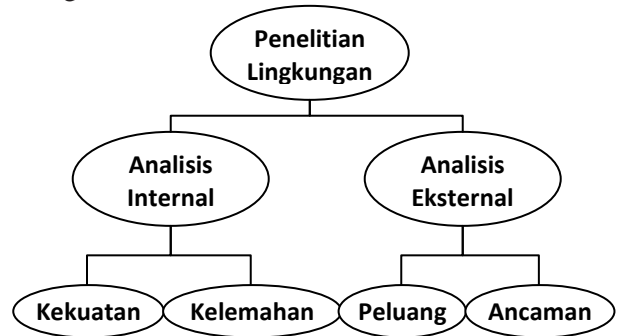 Penelitian
Lingkungan
Analisis
Internal
Analisis
Eksternal
Kekuatan
Kelemahan
Peluang
Ancaman